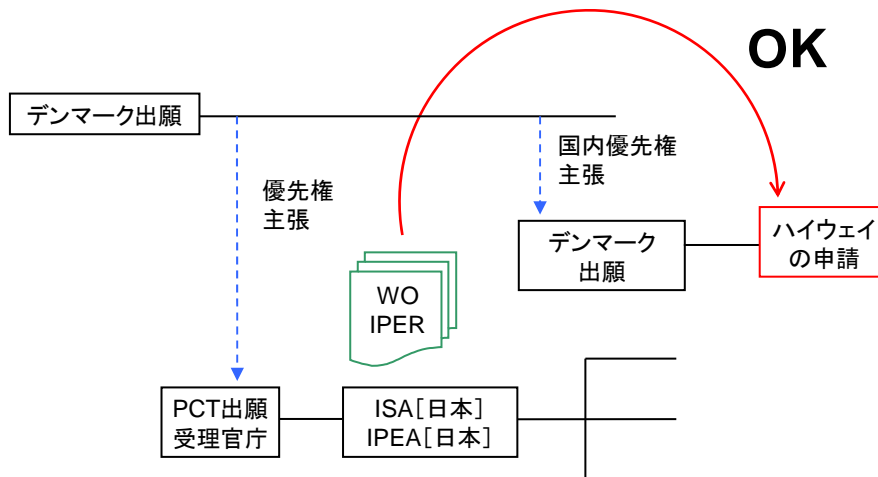 OK
デンマーク出願
国内優先権
主張
優先権
主張
デンマーク
出願
ハイウェイ
の申請
WO
IPER
PCT出願
受理官庁
ISA[日本]
IPEA[日本]